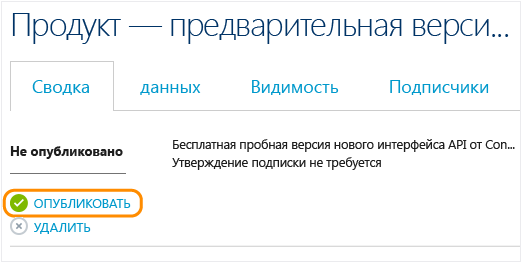 Продукт — предварительная верси...
Сводка данных Видимость Подписчики
Не опубликовано
Бесплатная пробная версия нового интерфейса API от Con...
Утверждение подписки не требуется
ОПУБЛИКОВАТЬ
УДАЛИТЬ